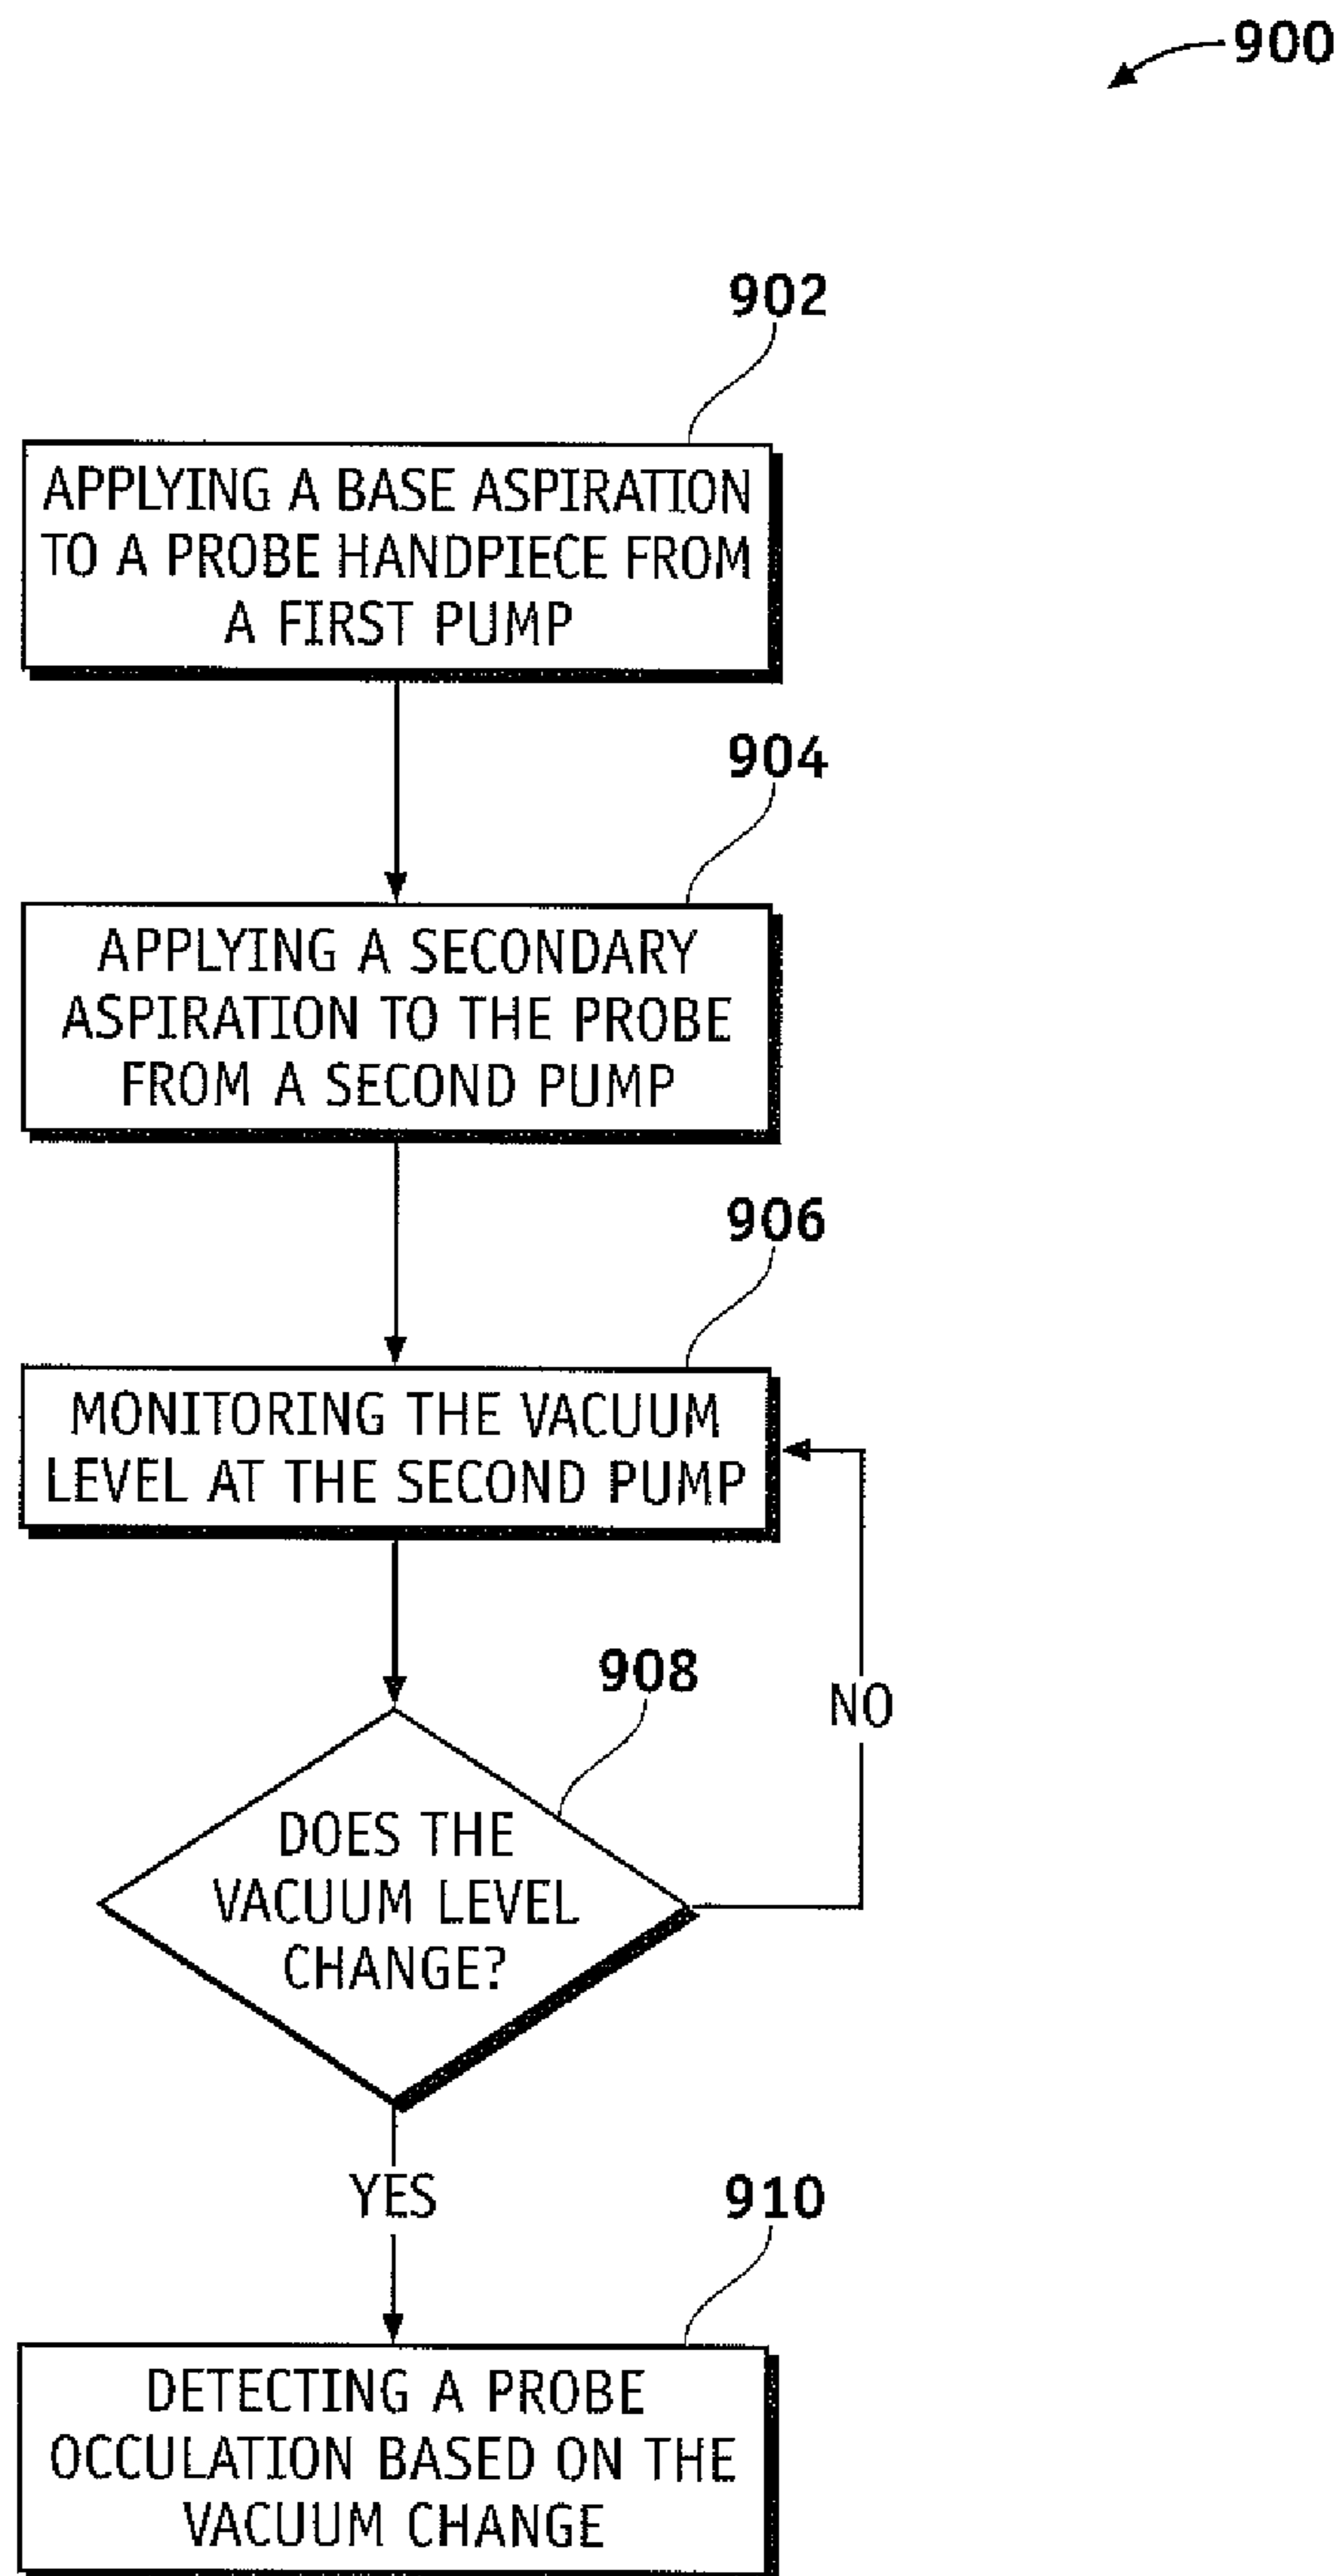 900
902
APPLYING A BASE ASPIRATION
TO A PROBE HANDPIECE FROM
A FIRST PUMP
904
APPLYING A SECONDARY
ASPIRATION TO THE PROBE
FROM A SECOND PUMP
906
MONITORING THE VACUUM
LEVEL AT THE SECOND PUMP
908
NO
DOES THE
VACUUM LEVEL
CHANGE?
YES
910
DETECTING A PROBE
OCCULATION BASED ON THE
VACUUM CHANGE